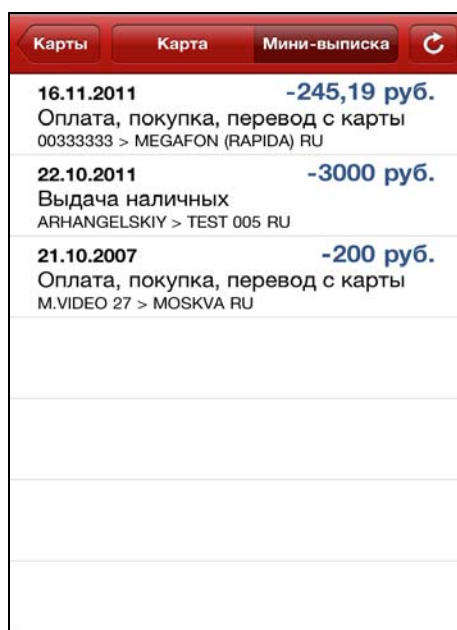 Карты Карта Мини-выписка
16.11.2011 -245,19 руб.
Оплата, покупка, перевод с карты
00333333 > MEGAFON (RAPIDA) RU
22.10.2011 -3000 руб.
Выдача наличных
ARHANGELSKIY > TEST 005 RU
21.10.2007 -200 руб.
Оплата, покупка, перевод с карты
M.VIDEO 27 > MOSKVA RU